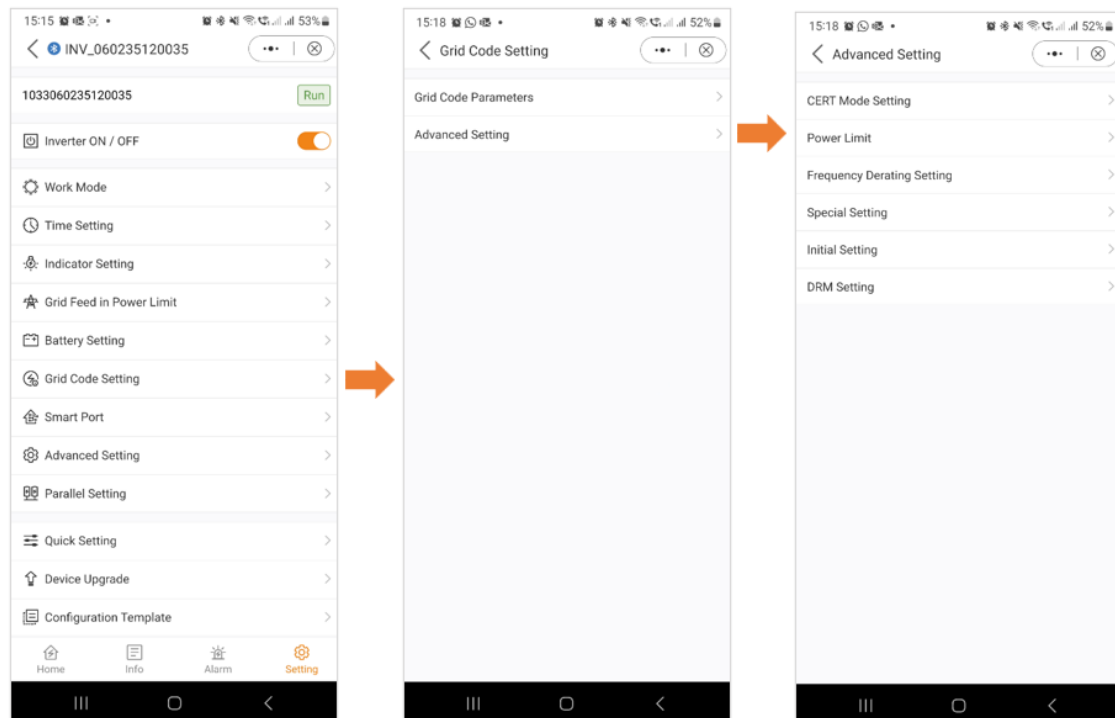 15:15 53%
INV_060235120035
1033060235120035 Run
Inverter ON / OFF
Work Mode
Time Setting
Indicator Setting
Grid Feed in Power Limit
Battery Setting
Grid Code Setting
Smart Port
Advanced Setting
Parallel Setting
Quick Setting
Device Upgrade
Configuration Template
Home Info Alarm Setting
15:18 52%
Grid Code Setting
Grid Code Parameters
Advanced Setting
15:18 52%
Advanced Setting
CERT Mode Setting
Power Limit
Frequency Derating Setting
Special Setting
Initial Setting
DRM Setting